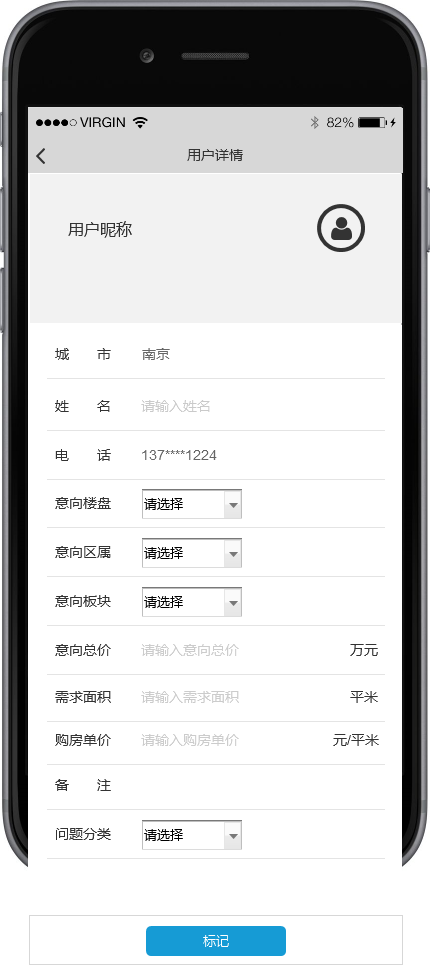 VIRGIN 82%
用户详情
用户昵称
城 市 南京
姓 名 请输入姓名
电 话 137****1224
意向楼盘 请选择
意向区属 请选择
意向板块 请选择
意向总价 请输入意向总价 万元
需求面积 请输入需求面积 平米
购房单价 请输入购房单价 元/平米
备 注
问题分类 请选择
标记